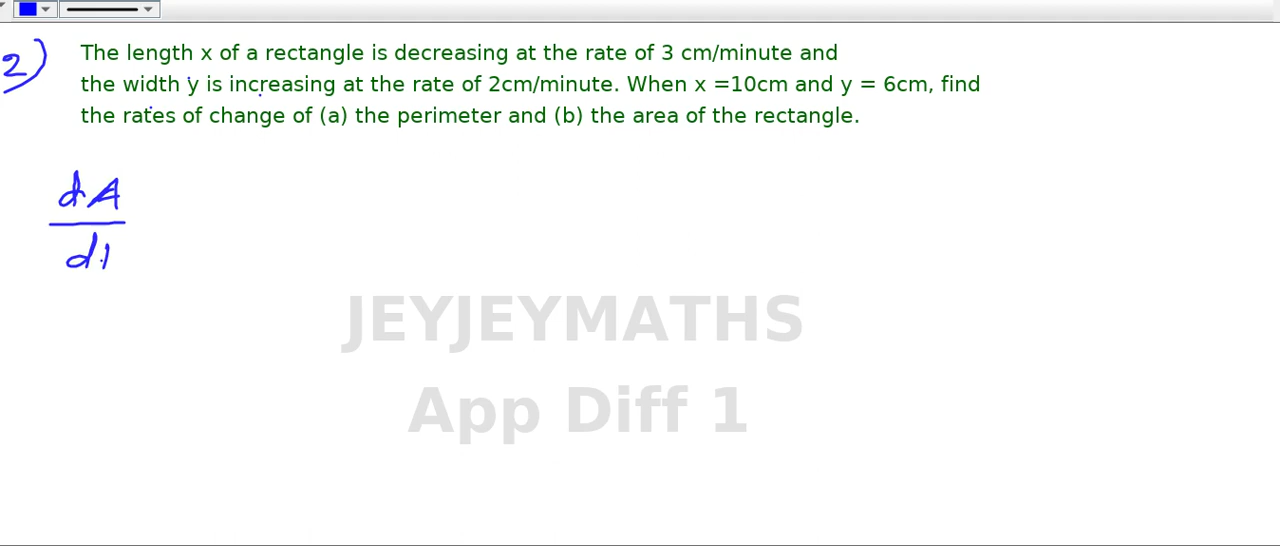 2) The length x of a rectangle is decreasing at the rate of 3 cm/minute and
the width y is increasing at the rate of 2cm/minute. When x =10cm and y = 6cm, find
the rates of change of (a) the perimeter and (b) the area of the rectangle.
dA
d
JEYJEYMATHS
App Diff 1